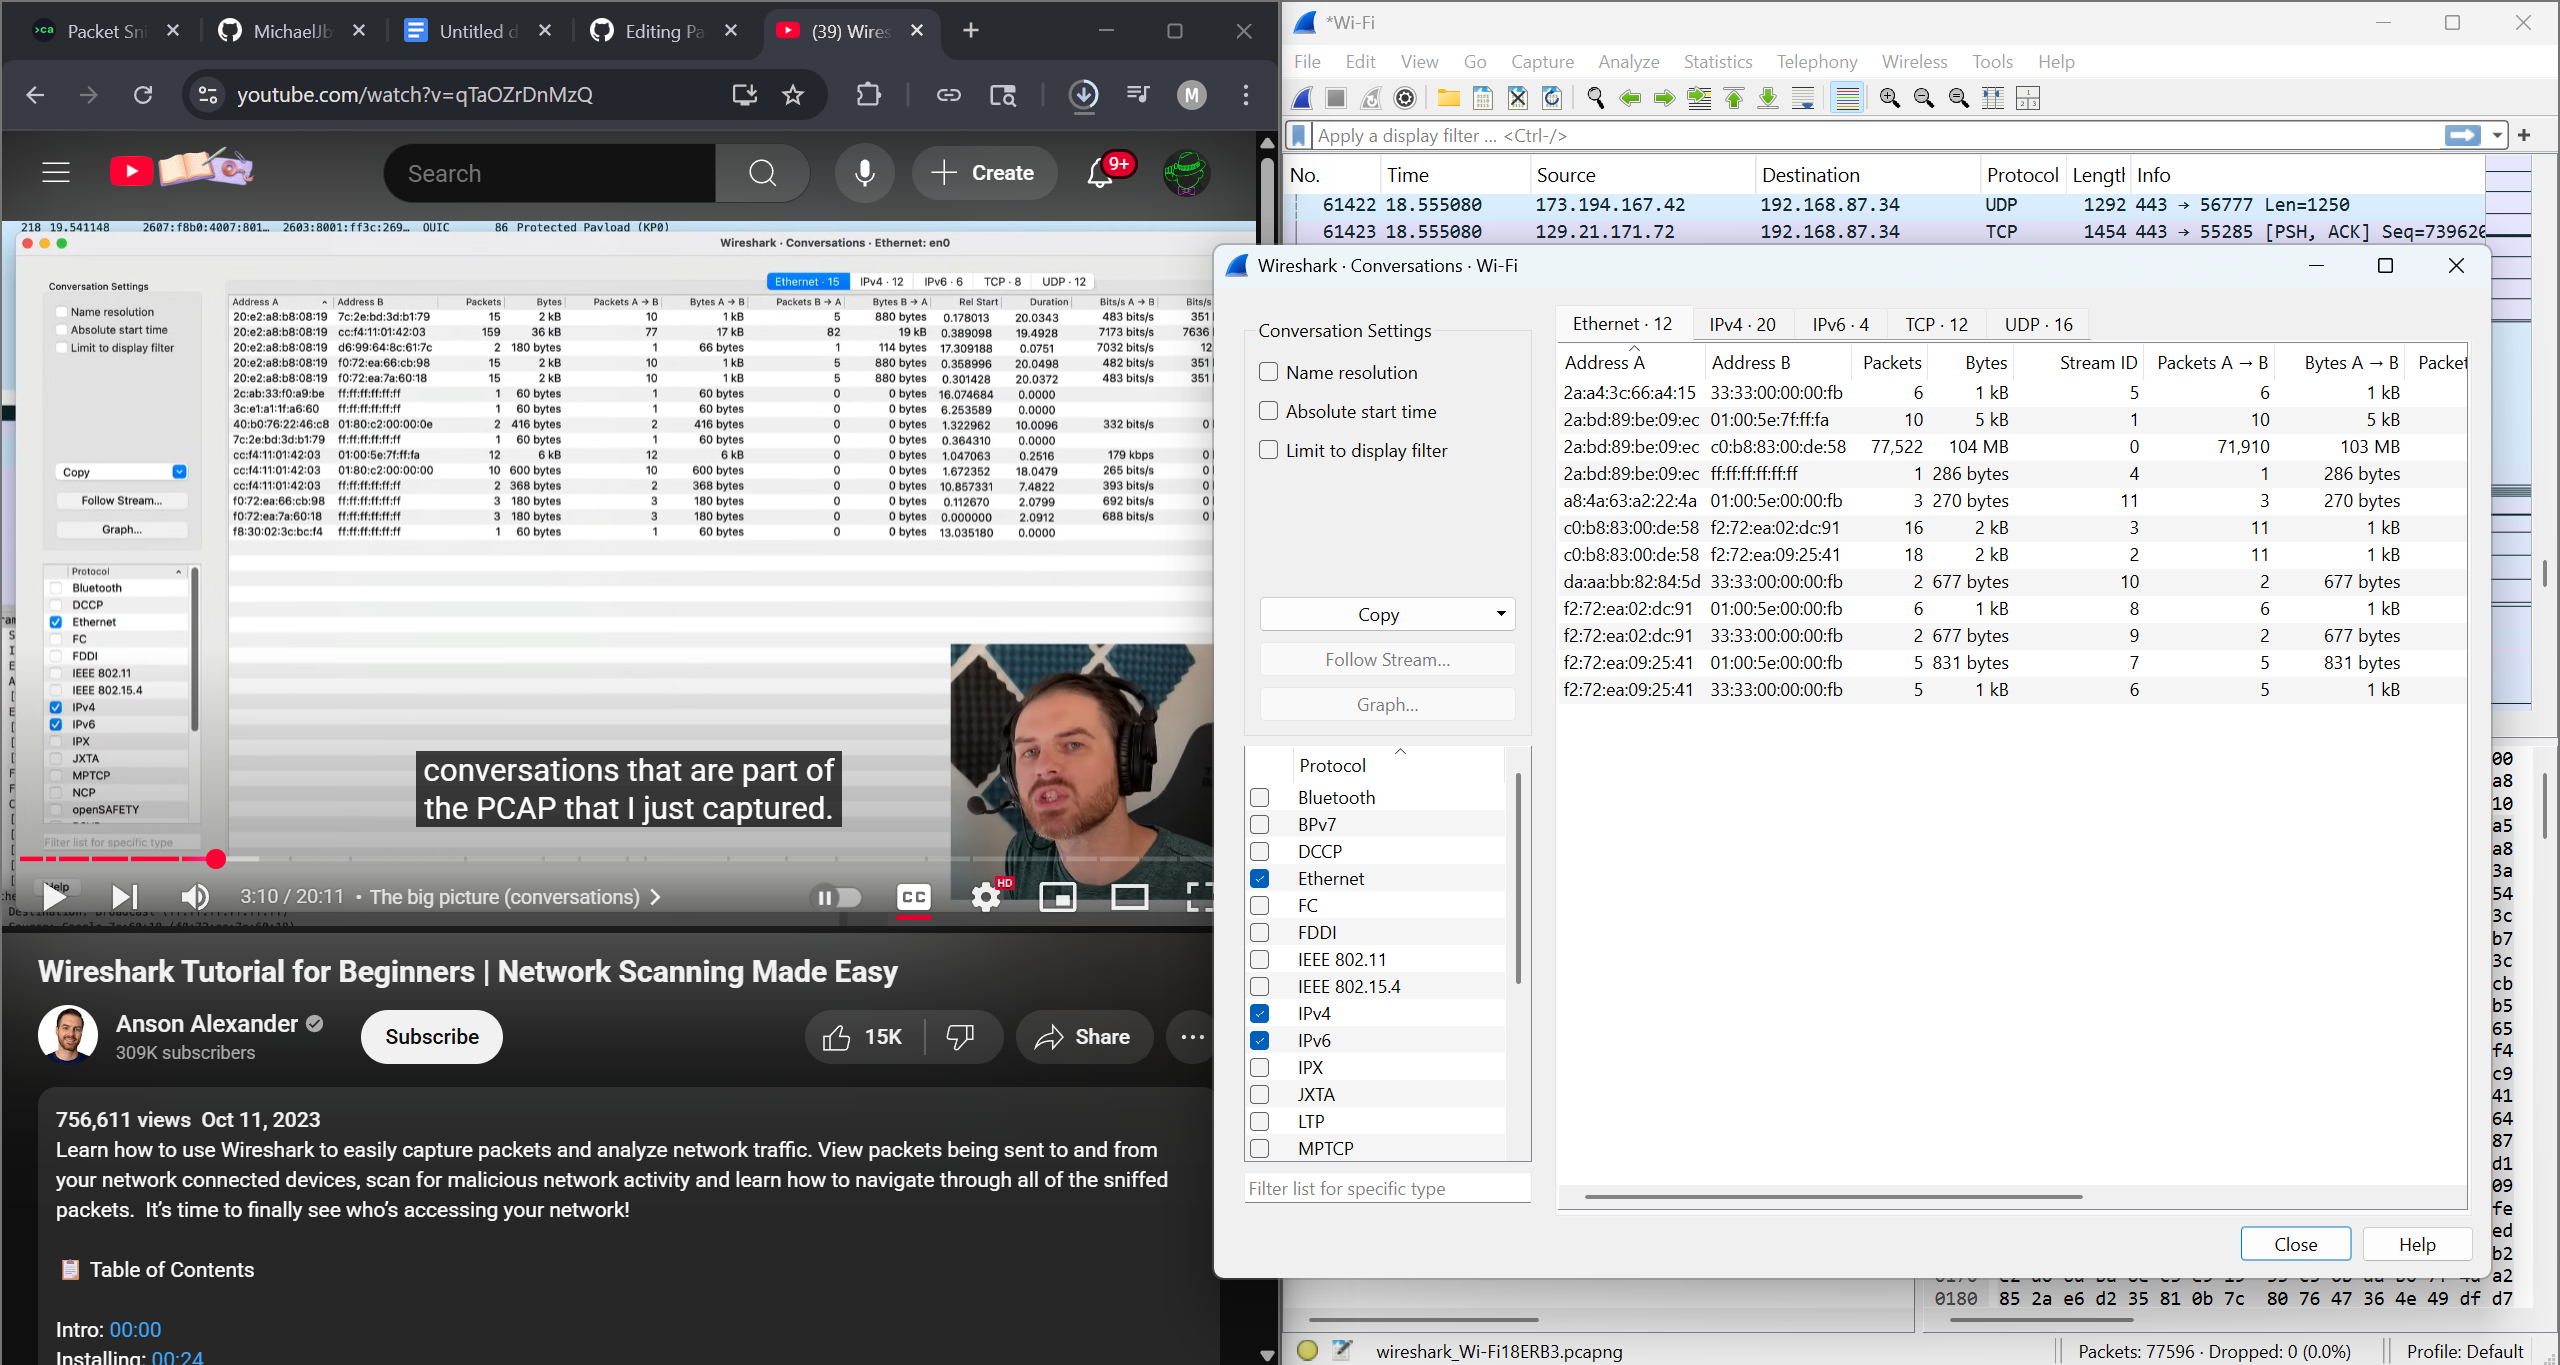 Packet Sni
MichaelJb
Untitled d
Editing Pa
(39) Wires
youtube.com/watch?v=qTaOZrDnMzQ
M
Search
Create
9+
218 19.541148 2607:f8b0:4007:801… 2603:8001:ff3c:269… QUIC 86 Protected Payload (KP0)
Wireshark · Conversations · Ethernet: en0
Conversation Settings
Name resolution
Absolute start time
Limit to display filter
Copy
Follow Stream...
Graph...
Ethernet · 15 IPv4 · 12 IPv6 · 6 TCP · 8 UDP · 12
Address A Address B Packets Bytes Packets A → B Bytes A → B Packets B → A Bytes B → A Rel Start Duration Bits/s A → B Bits/s
20:e2:a8:b8:08:19 7c:2e:bd:3d:b1:79 15 2 kB 10 1 kB 5 880 bytes 0.178013 20.0343 483 bits/s 351
20:e2:a8:b8:08:19 cc:f4:11:01:42:03 159 36 kB 77 17 kB 82 19 kB 0.389098 19.4928 7173 bits/s 7636
20:e2:a8:b8:08:19 d6:99:64:8c:61:7c 2 180 bytes 1 66 bytes 1 114 bytes 17.309188 0.0751 7032 bits/s 12
20:e2:a8:b8:08:19 f0:72:ea:66:cb:98 15 2 kB 10 1 kB 5 880 bytes 0.358996 20.0498 482 bits/s 351
20:e2:a8:b8:08:19 f0:72:ea:7a:60:18 15 2 kB 10 1 kB 5 880 bytes 0.301428 20.0372 483 bits/s 351
2c:ab:33:f0:a9:be ff:ff:ff:ff:ff:ff 1 60 bytes 1 60 bytes 0 0 bytes 16.074684 0.0000
3c:e1:a1:1f:a6:60 ff:ff:ff:ff:ff:ff 1 60 bytes 1 60 bytes 0 0 bytes 6.253589 0.0000
40:b0:76:22:46:c8 01:80:c2:00:00:0e 2 416 bytes 2 416 bytes 0 0 bytes 1.322962 10.0096 332 bits/s 0
7c:2e:bd:3d:b1:79 ff:ff:ff:ff:ff:ff 1 60 bytes 1 60 bytes 0 0 bytes 0.364310 0.0000
cc:f4:11:01:42:03 01:00:5e:7f:ff:fa 12 6 kB 12 6 kB 0 0 bytes 1.047063 0.2516 179 kbps 0
cc:f4:11:01:42:03 01:80:c2:00:00:00 10 600 bytes 10 600 bytes 0 0 bytes 1.672352 18.0479 265 bits/s 0
cc:f4:11:01:42:03 ff:ff:ff:ff:ff:ff 2 368 bytes 2 368 bytes 0 0 bytes 10.857331 7.4822 393 bits/s 0
f0:72:ea:66:cb:98 ff:ff:ff:ff:ff:ff 3 180 bytes 3 180 bytes 0 0 bytes 0.112670 2.0799 692 bits/s 0
f0:72:ea:7a:60:18 ff:ff:ff:ff:ff:ff 3 180 bytes 3 180 bytes 0 0 bytes 0.000000 2.0912 688 bits/s 0
f8:30:02:3c:bc:f4 ff:ff:ff:ff:ff:ff 1 60 bytes 1 60 bytes 0 0 bytes 13.035180 0.0000
Protocol
Bluetooth
DCCP
Ethernet
FC
FDDI
IEEE 802.11
IEEE 802.15.4
IPv4
IPv6
IPX
JXTA
MPTCP
NCP
openSAFETY
Filter list for specific type
conversations that are part of
the PCAP that I just captured.
3:10 / 20:11 • The big picture (conversations)
CC
HD
Wireshark Tutorial for Beginners | Network Scanning Made Easy
Anson Alexander
309K subscribers
Subscribe
15K
Share
756,611 views Oct 11, 2023
Learn how to use Wireshark to easily capture packets and analyze network traffic. View packets being sent to and from
your network connected devices, scan for malicious network activity and learn how to navigate through all of the sniffed
packets. It's time to finally see who's accessing your network!
Table of Contents
Intro: 00:00
Installing: 00:24
*Wi-Fi
File Edit View Go Capture Analyze Statistics Telephony Wireless Tools Help
Apply a display filter … <Ctrl-/>
No. Time Source Destination Protocol Lengtl Info
61422 18.555080 173.194.167.42 192.168.87.34 UDP 1292 443 → 56777 Len=1250
61423 18.555080 129.21.171.72 192.168.87.34 TCP 1454 443 → 55285 [PSH, ACK] Seq=739620
Wireshark · Conversations · Wi-Fi
Conversation Settings
Name resolution
Absolute start time
Limit to display filter
Copy
Follow Stream...
Graph...
Ethernet · 12 IPv4 · 20 IPv6 · 4 TCP · 12 UDP · 16
Address A Address B Packets Bytes Stream ID Packets A → B Bytes A → B Packet
2a:a4:3c:66:a4:15 33:33:00:00:00:fb 6 1 kB 5 6 1 kB
2a:bd:89:be:09:ec 01:00:5e:7f:ff:fa 10 5 kB 1 10 5 kB
2a:bd:89:be:09:ec c0:b8:83:00:de:58 77,522 104 MB 0 71,910 103 MB
2a:bd:89:be:09:ec ff:ff:ff:ff:ff:ff 1 286 bytes 4 1 286 bytes
a8:4a:63:a2:22:4a 01:00:5e:00:00:fb 3 270 bytes 11 3 270 bytes
c0:b8:83:00:de:58 f2:72:ea:02:dc:91 16 2 kB 3 11 1 kB
c0:b8:83:00:de:58 f2:72:ea:09:25:41 18 2 kB 2 11 1 kB
da:aa:bb:82:84:5d 33:33:00:00:00:fb 2 677 bytes 10 2 677 bytes
f2:72:ea:02:dc:91 01:00:5e:00:00:fb 6 1 kB 8 6 1 kB
f2:72:ea:02:dc:91 33:33:00:00:00:fb 2 677 bytes 9 2 677 bytes
f2:72:ea:09:25:41 01:00:5e:00:00:fb 5 831 bytes 7 5 831 bytes
f2:72:ea:09:25:41 33:33:00:00:00:fb 5 1 kB 6 5 1 kB
Protocol
Bluetooth
BPv7
DCCP
Ethernet
FC
FDDI
IEEE 802.11
IEEE 802.15.4
IPv4
IPv6
IPX
JXTA
LTP
MPTCP
Filter list for specific type
Close Help
00
a8
10
a5
a8
3a
54
3c
b7
3c
cb
b5
65
f4
c9
41
64
87
d1
09
fe
ed
b2
a2
0180 85 2a e6 d2 35 81 0b 7c 80 76 47 36 4e 49 df d7
wireshark_Wi-Fi18ERB3.pcapng
Packets: 77596 · Dropped: 0 (0.0%)
Profile: Default